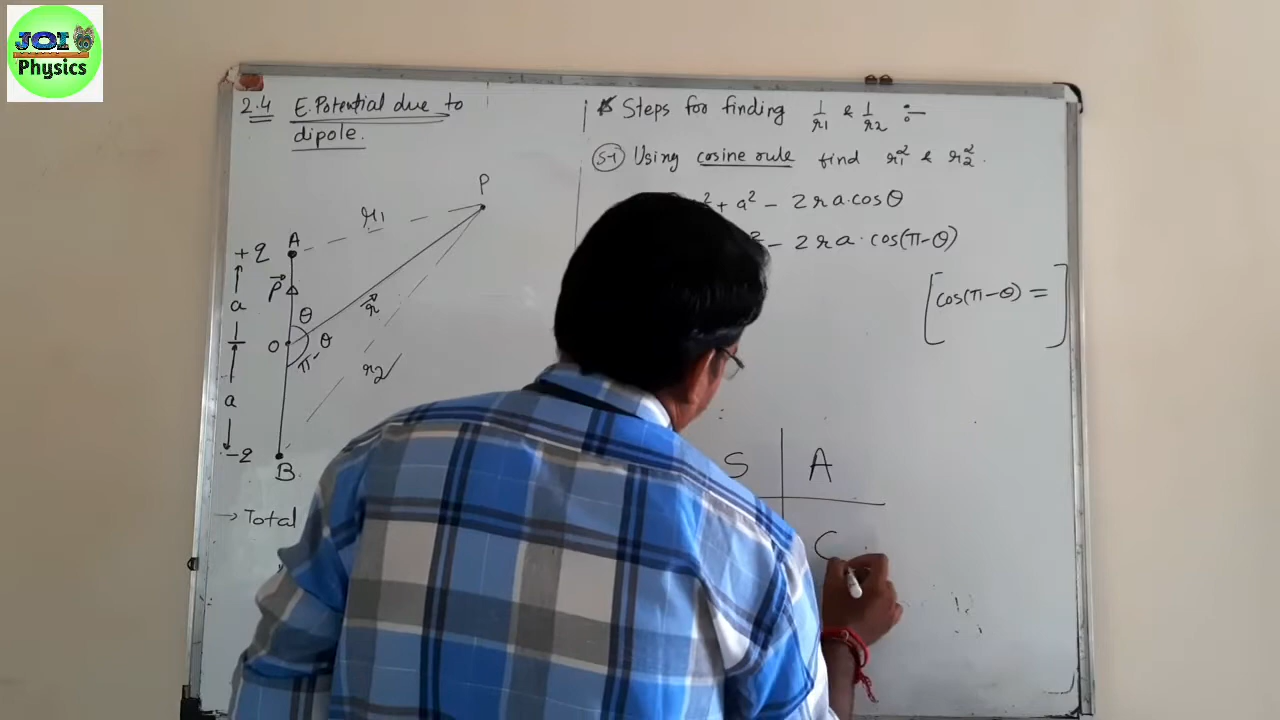 JOI
Physics
2.4 E.Potential due to
dipole.
P
r₁
+q A
P⃗
a
θ
r⃗
O
π-θ
a
r₂
-q
B
→ Total
* Steps for finding 1/r₁ & 1/r₂ :-
S-1 Using cosine rule find r₁² & r₂².
² + a² - 2ra.cosθ
² - 2ra.cos(π-θ)
[cos(π-θ) = ]
S A
C